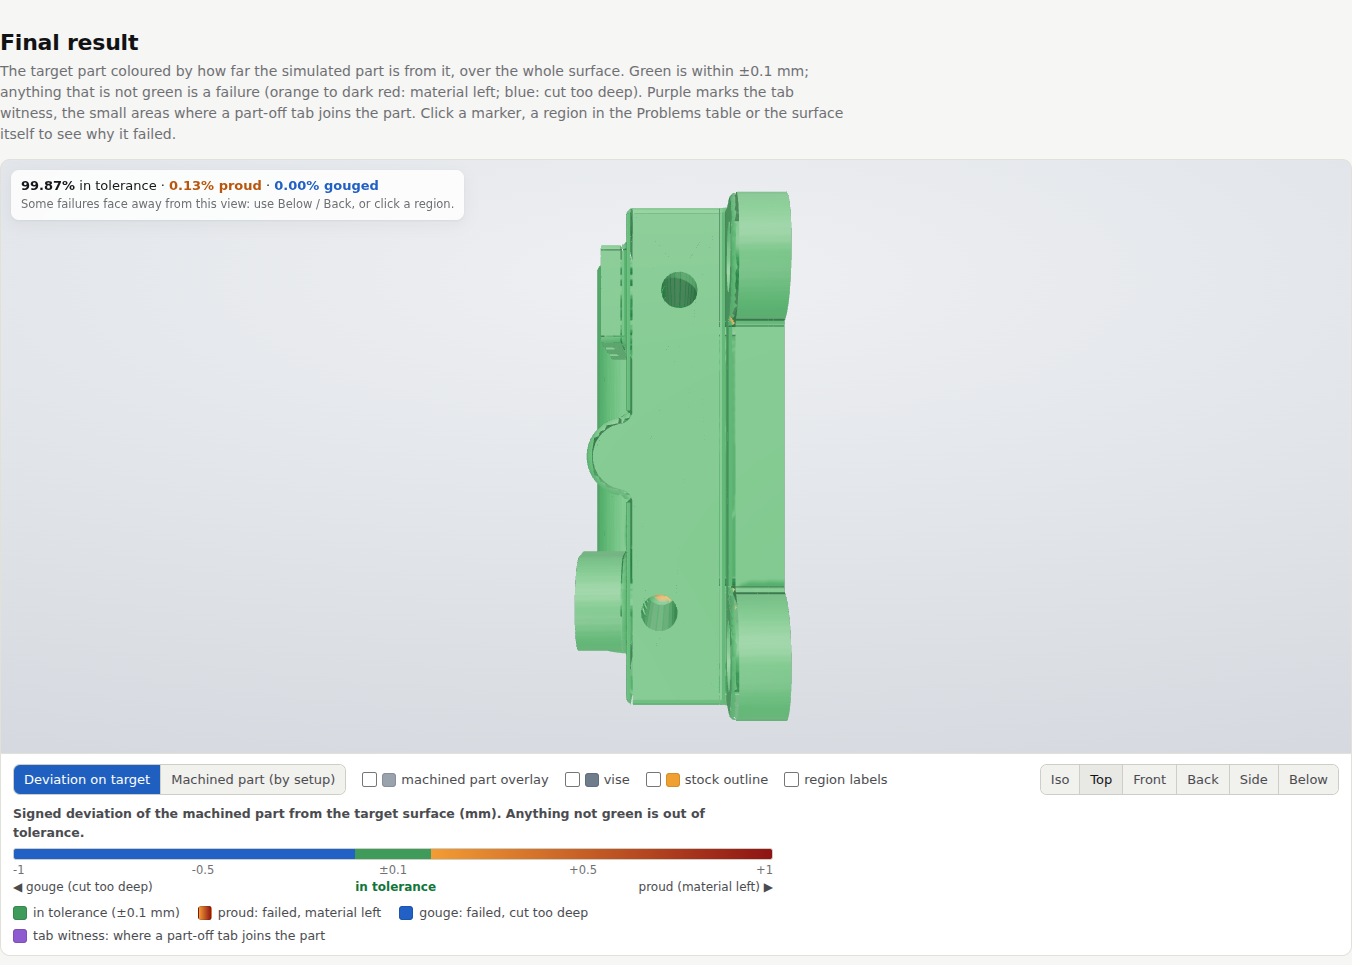 Final result
The target part coloured by how far the simulated part is from it, over the whole surface. Green is within ±0.1 mm;
anything that is not green is a failure (orange to dark red: material left; blue: cut too deep). Purple marks the tab
witness, the small areas where a part-off tab joins the part. Click a marker, a region in the Problems table or the surface
itself to see why it failed.
99.87% in tolerance · 0.13% proud · 0.00% gouged
Some failures face away from this view: use Below / Back, or click a region.
Deviation on target Machined part (by setup) machined part overlay vise stock outline region labels Iso Top Front Back Side Below
Signed deviation of the machined part from the target surface (mm). Anything not green is out of
tolerance.
-1 -0.5 ±0.1 +0.5 +1
◀ gouge (cut too deep) in tolerance proud (material left) ▶
in tolerance (±0.1 mm) proud: failed, material left gouge: failed, cut too deep
tab witness: where a part-off tab joins the part